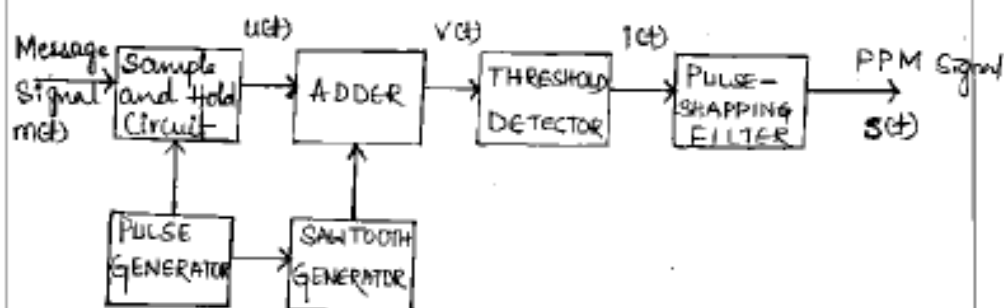 Message
Signal
m(t)
Sample
and Hold
Circuit
u(t)
ADDER
v(t)
THRESHOLD
DETECTOR
i(t)
PULSE-
SHAPPING
FILTER
PPM Signal
s(t)
PULSE
GENERATOR
SAWTOOTH
GENERATOR